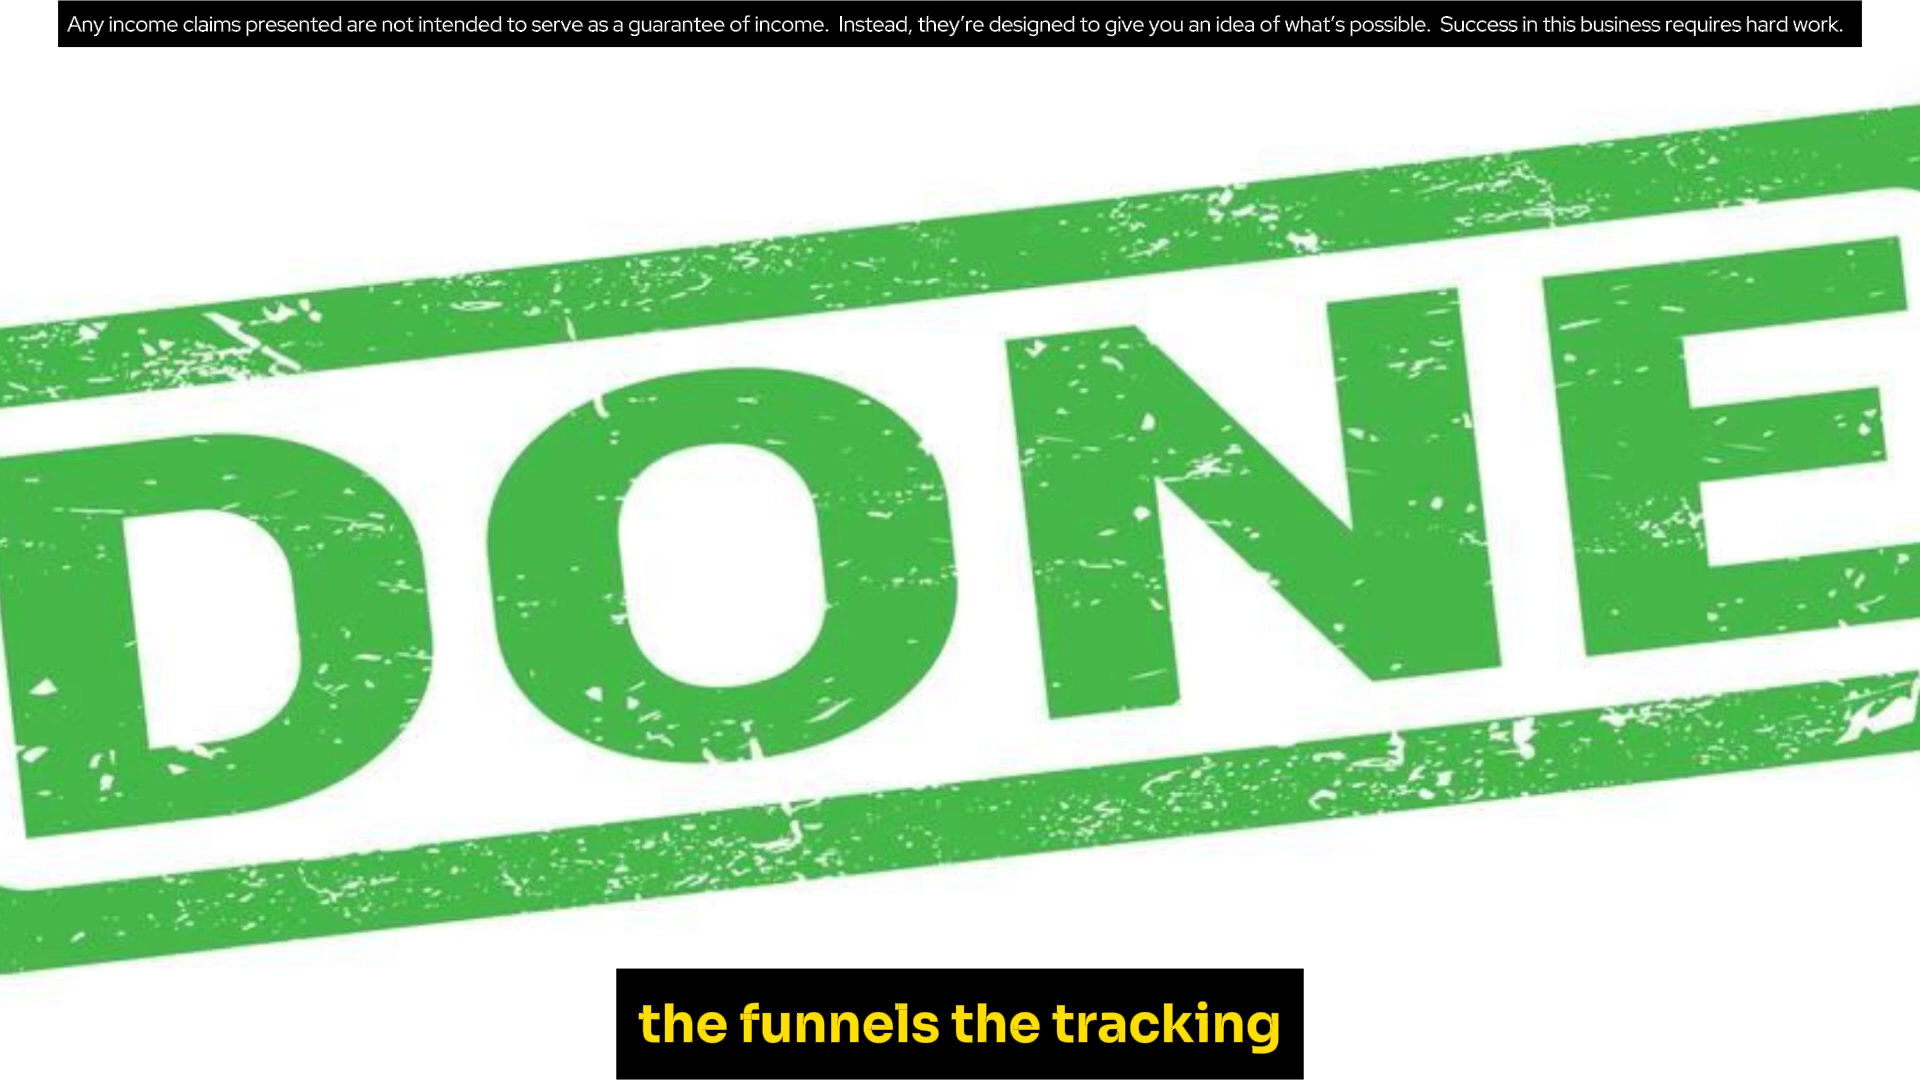 Any income claims presented are not intended to serve as a guarantee of income. Instead, they're designed to give you an idea of what's possible. Success in this business requires hard work.
DONE
the funnels the tracking